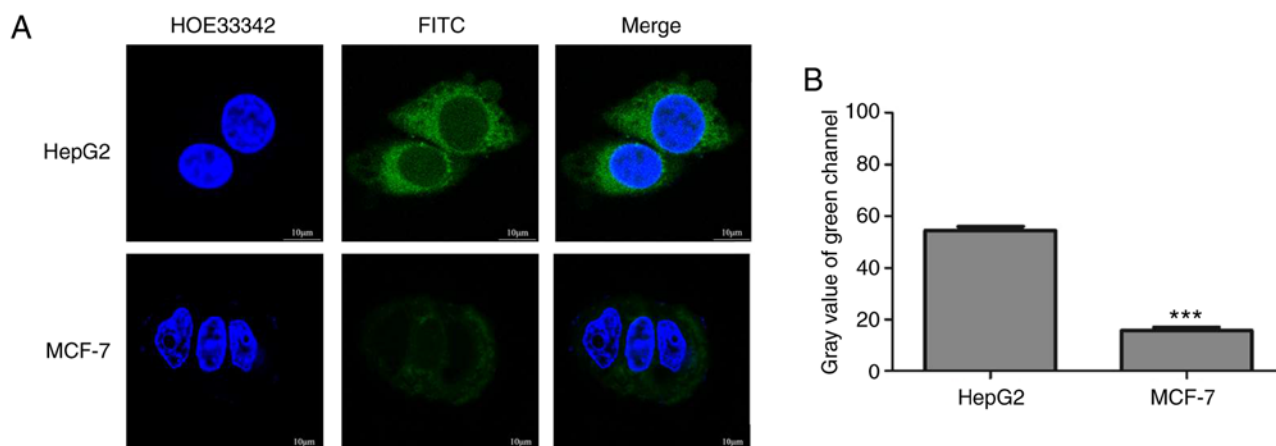 A
HOE33342 FITC Merge
HepG2
10μm 10μm 10μm
MCF-7
10μm 10μm 10μm
B
Gray value of green channel
100
80
60
40
20
0
***
HepG2 MCF-7